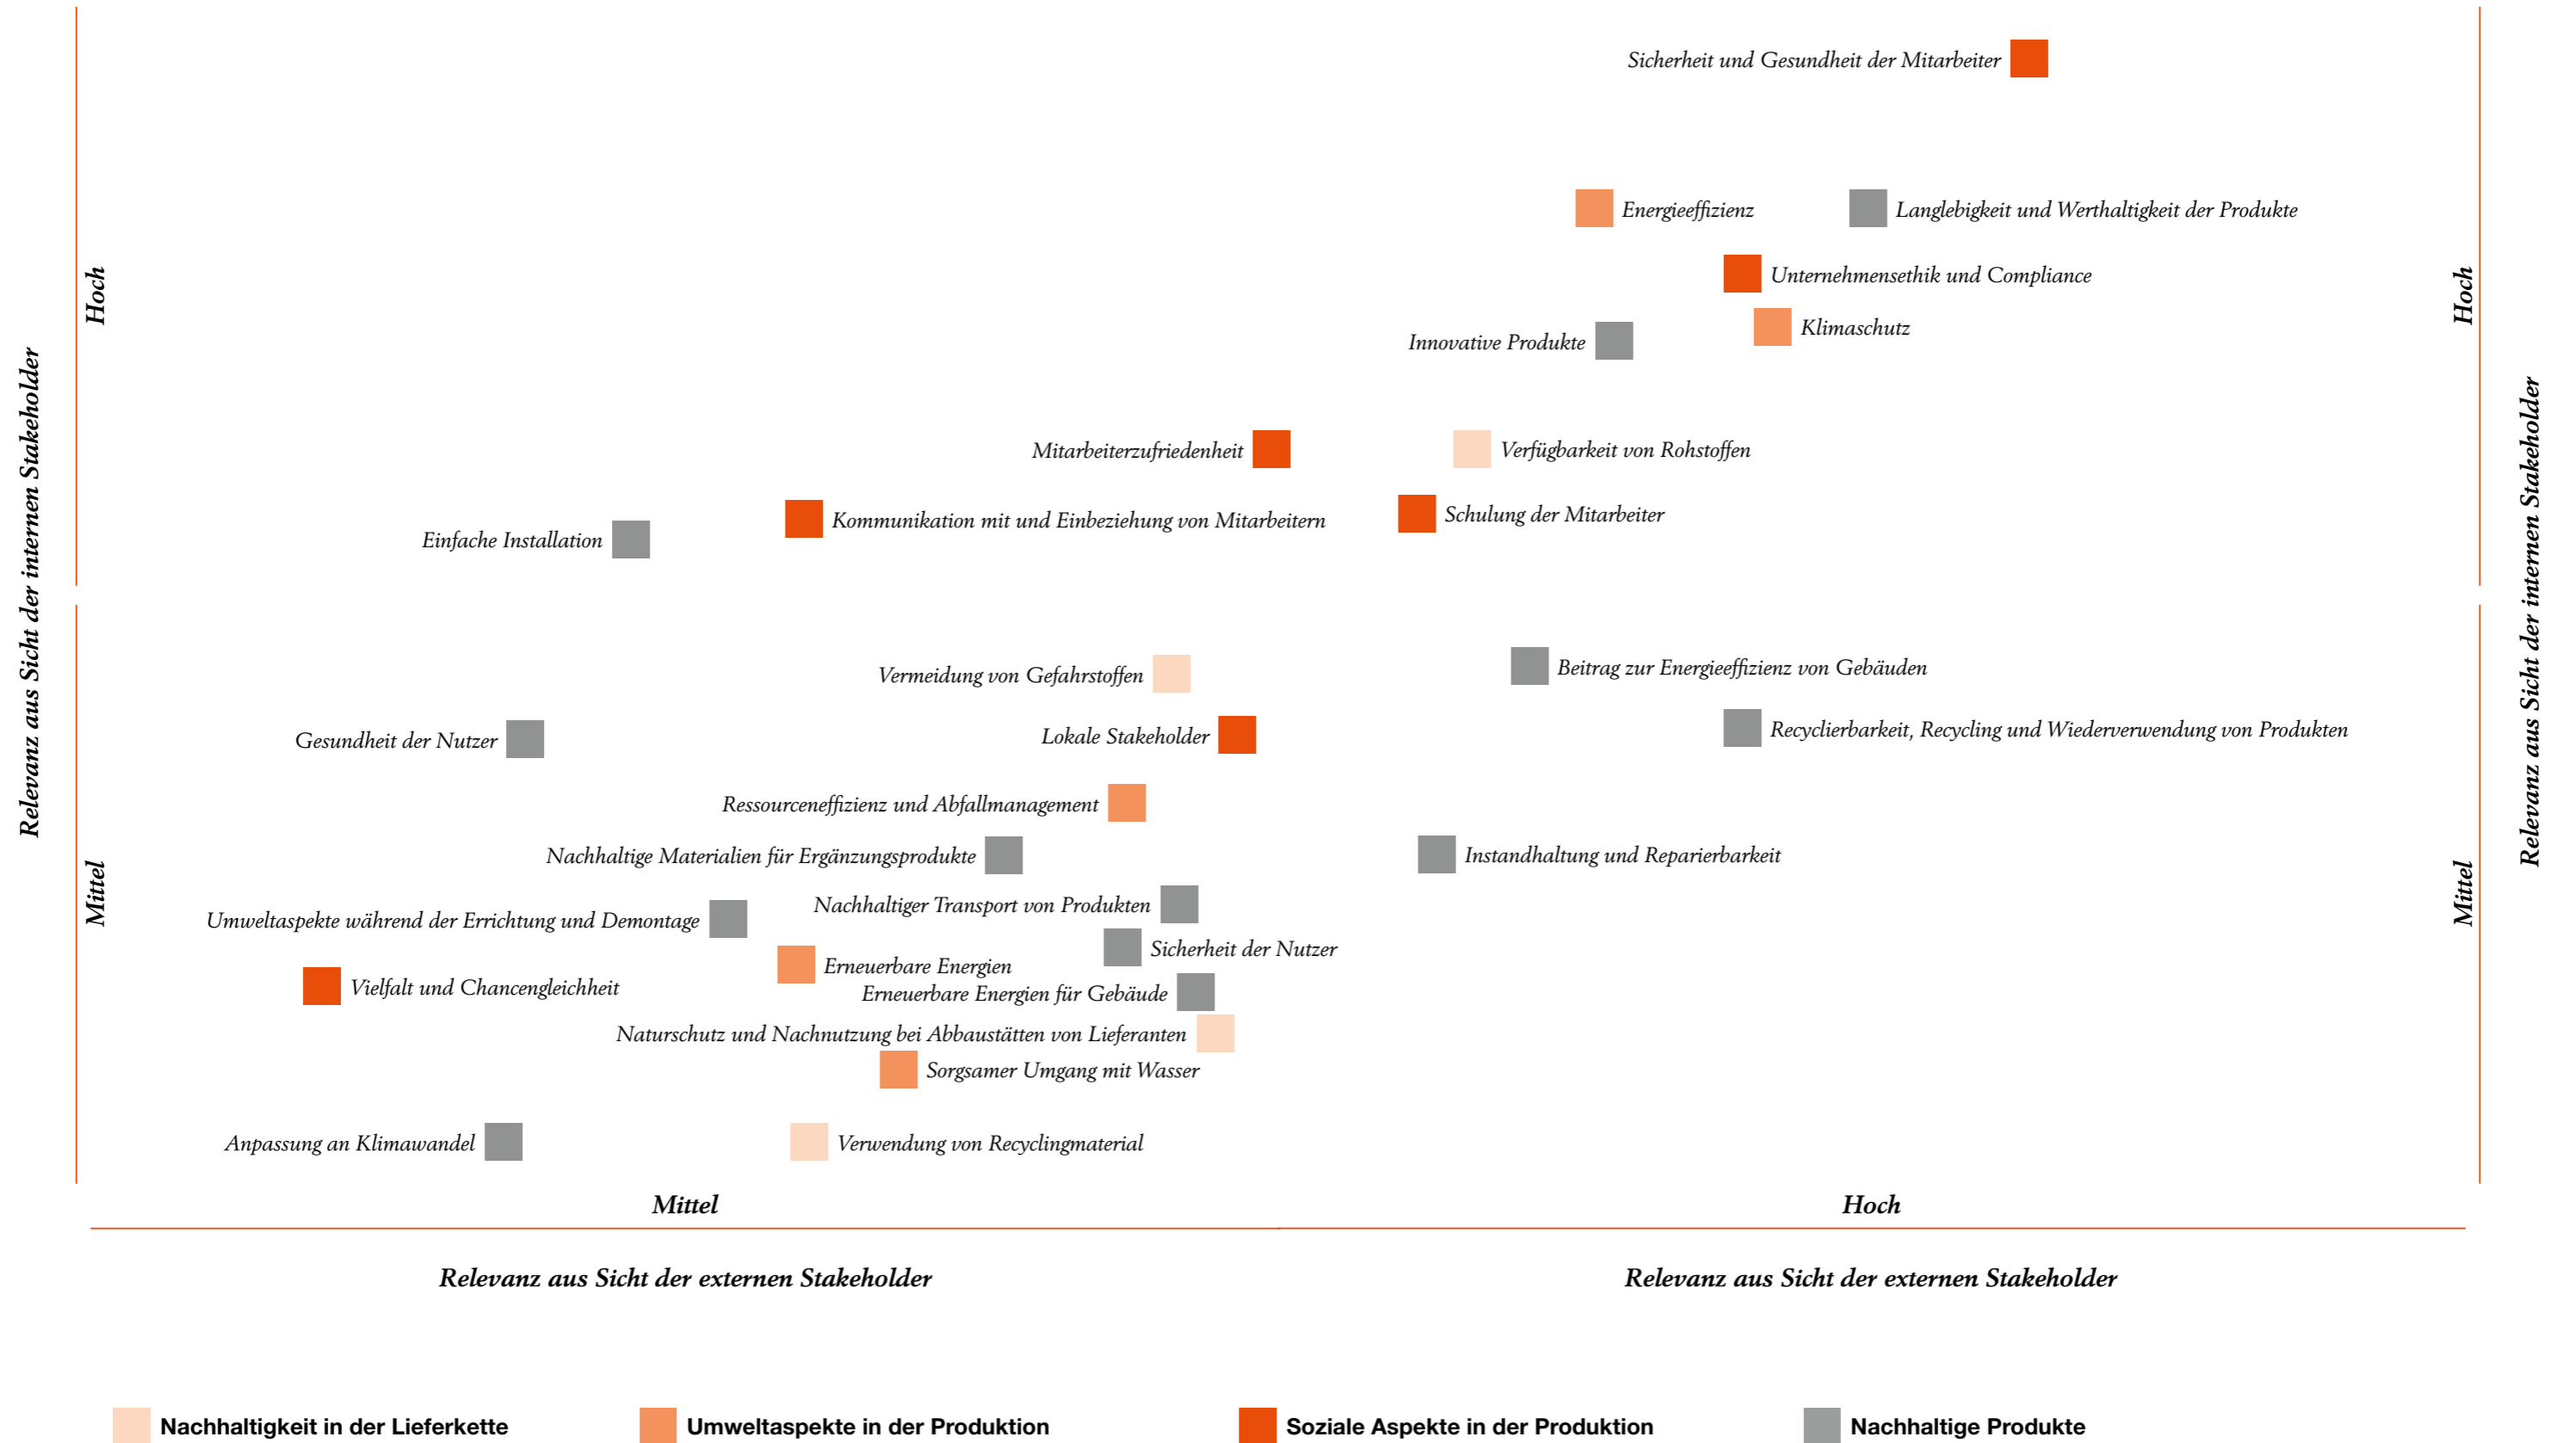 Sicherheit und Gesundheit der Mitarbeiter
Energieeffizienz
Langlebigkeit und Werthaltigkeit der Produkte
Hoch
Hoch
Unternehmensethik und Compliance
Klimaschutz
Innovative Produkte
Relevanz aus Sicht der internen Stakeholder
Relevanz aus Sicht der internen Stakeholder
Mitarbeiterzufriedenheit
Verfügbarkeit von Rohstoffen
Kommunikation mit und Einbeziehung von Mitarbeitern
Schulung der Mitarbeiter
Einfache Installation
Vermeidung von Gefahrstoffen
Beitrag zur Energieeffizienz von Gebäuden
Gesundheit der Nutzer
Lokale Stakeholder
Recyclierbarkeit, Recycling und Wiederverwendung von Produkten
Ressourceneffizienz und Abfallmanagement
Nachhaltige Materialien für Ergänzungsprodukte
Instandhaltung und Reparierbarkeit
Mittel
Mittel
Nachhaltiger Transport von Produkten
Umweltaspekte während der Errichtung und Demontage
Sicherheit der Nutzer
Erneuerbare Energien
Vielfalt und Chancengleichheit
Erneuerbare Energien für Gebäude
Naturschutz und Nachnutzung bei Abbaustätten von Lieferanten
Sorgsamer Umgang mit Wasser
Anpassung an Klimawandel
Verwendung von Recyclingmaterial
Mittel
Hoch
Relevanz aus Sicht der externen Stakeholder
Relevanz aus Sicht der externen Stakeholder
Nachhaltigkeit in der Lieferkette
Umweltaspekte in der Produktion
Soziale Aspekte in der Produktion
Nachhaltige Produkte